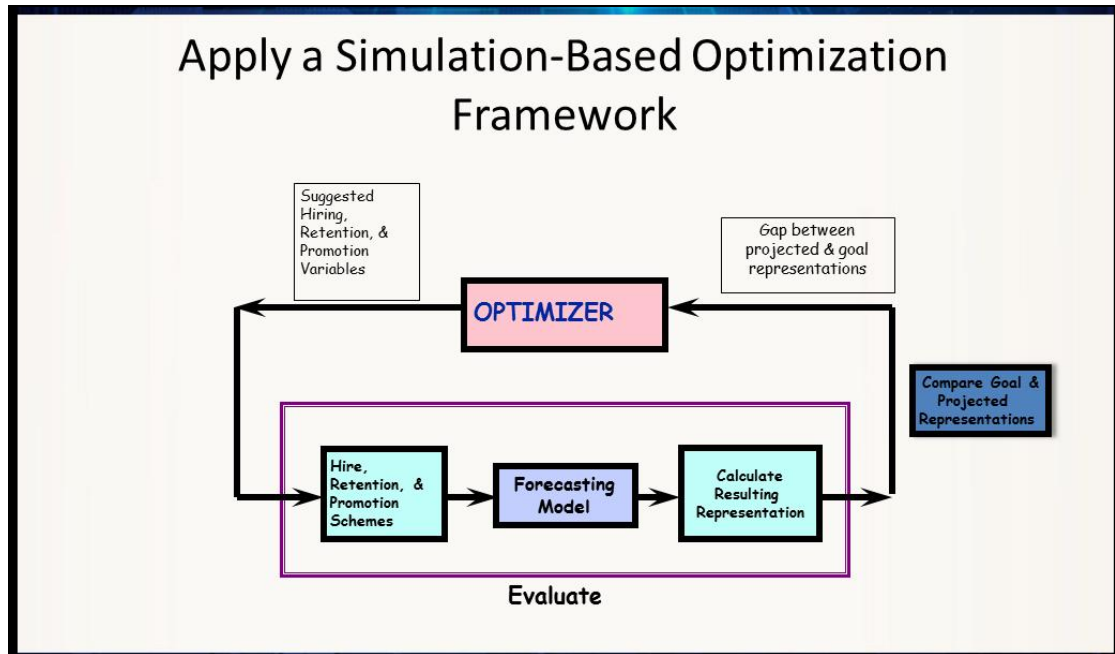 Apply a Simulation-Based Optimization
Framework
Suggested
Hiring,
Retention, &
Promotion
Variables
Gap between
projected & goal
representations
OPTIMIZER
Compare Goal &
Projected
Representations
Hire,
Retention, &
Promotion
Schemes
Forecasting
Model
Calculate
Resulting
Representation
Evaluate